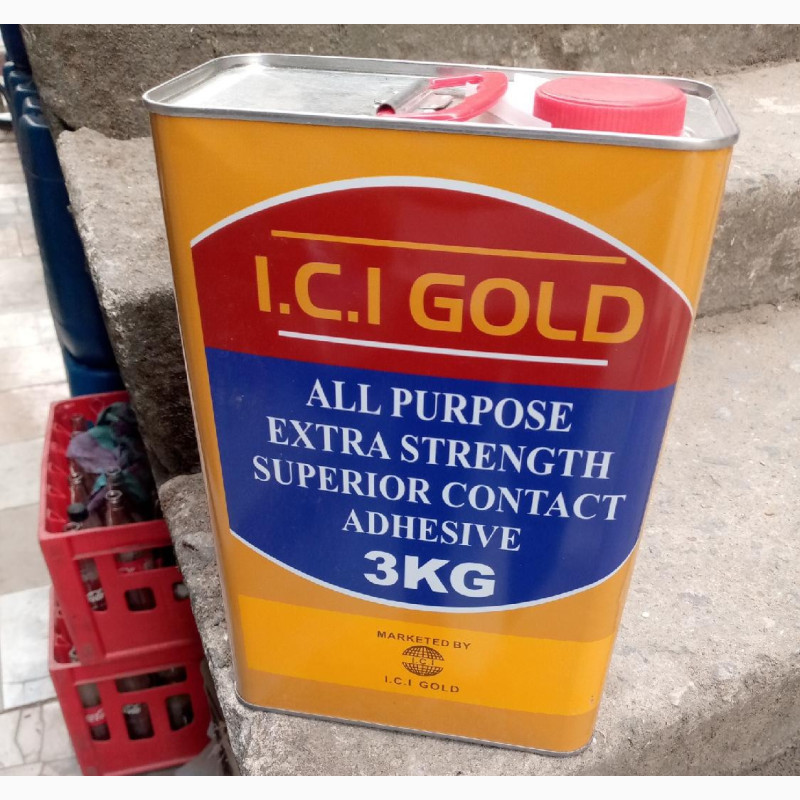 I.C.I GOLD
ALL PURPOSE
EXTRA STRENGTH
SUPERIOR CONTACT
ADHESIVE
3KG
MARKETED BY
I.C.I
I.C.I GOLD